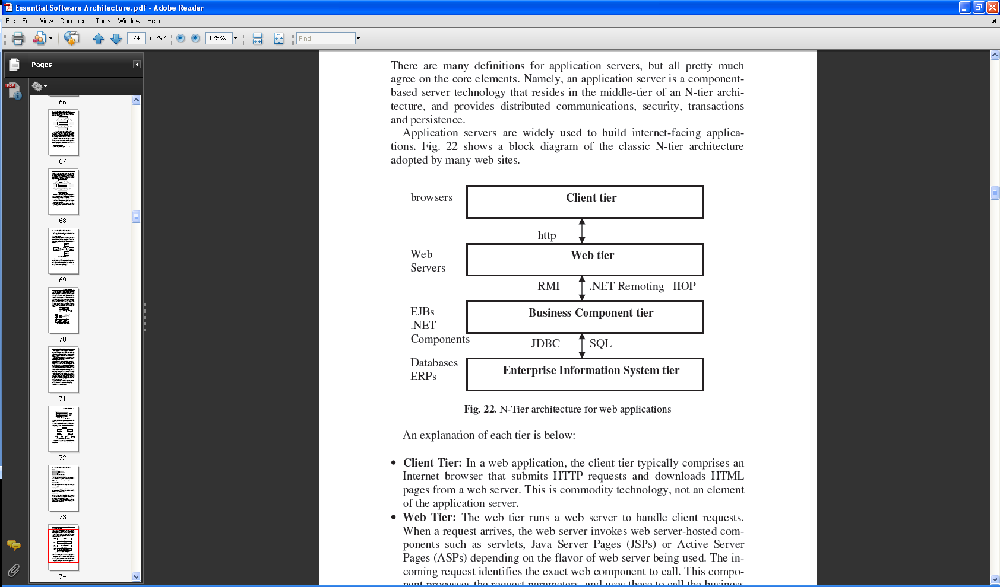 Essential Software Architecture.pdf - Adobe Reader
File Edit View Document Tools Window Help
74 / 292 125% Find
Pages
66
67
68
69
70
71
72
73
74
There are many definitions for application servers, but all pretty much
agree on the core elements. Namely, an application server is a component-
based server technology that resides in the middle-tier of an N-tier archi-
tecture, and provides distributed communications, security, transactions
and persistence.
Application servers are widely used to build internet-facing applica-
tions. Fig. 22 shows a block diagram of the classic N-tier architecture
adopted by many web sites.
browsers Client tier
http
Web Servers Web tier
RMI .NET Remoting IIOP
EJBs Business Component tier
.NET
Components
JDBC SQL
Databases Enterprise Information System tier
ERPs
Fig. 22. N-Tier architecture for web applications
An explanation of each tier is below:
• Client Tier: In a web application, the client tier typically comprises an
Internet browser that submits HTTP requests and downloads HTML
pages from a web server. This is commodity technology, not an element
of the application server.
• Web Tier: The web tier runs a web server to handle client requests.
When a request arrives, the web server invokes web server-hosted com-
ponents such as servlets, Java Server Pages (JSPs) or Active Server
Pages (ASPs) depending on the flavor of web server being used. The in-
coming request identifies the exact web component to call. This compo-
nent processes the request parameters, and uses these to call the business